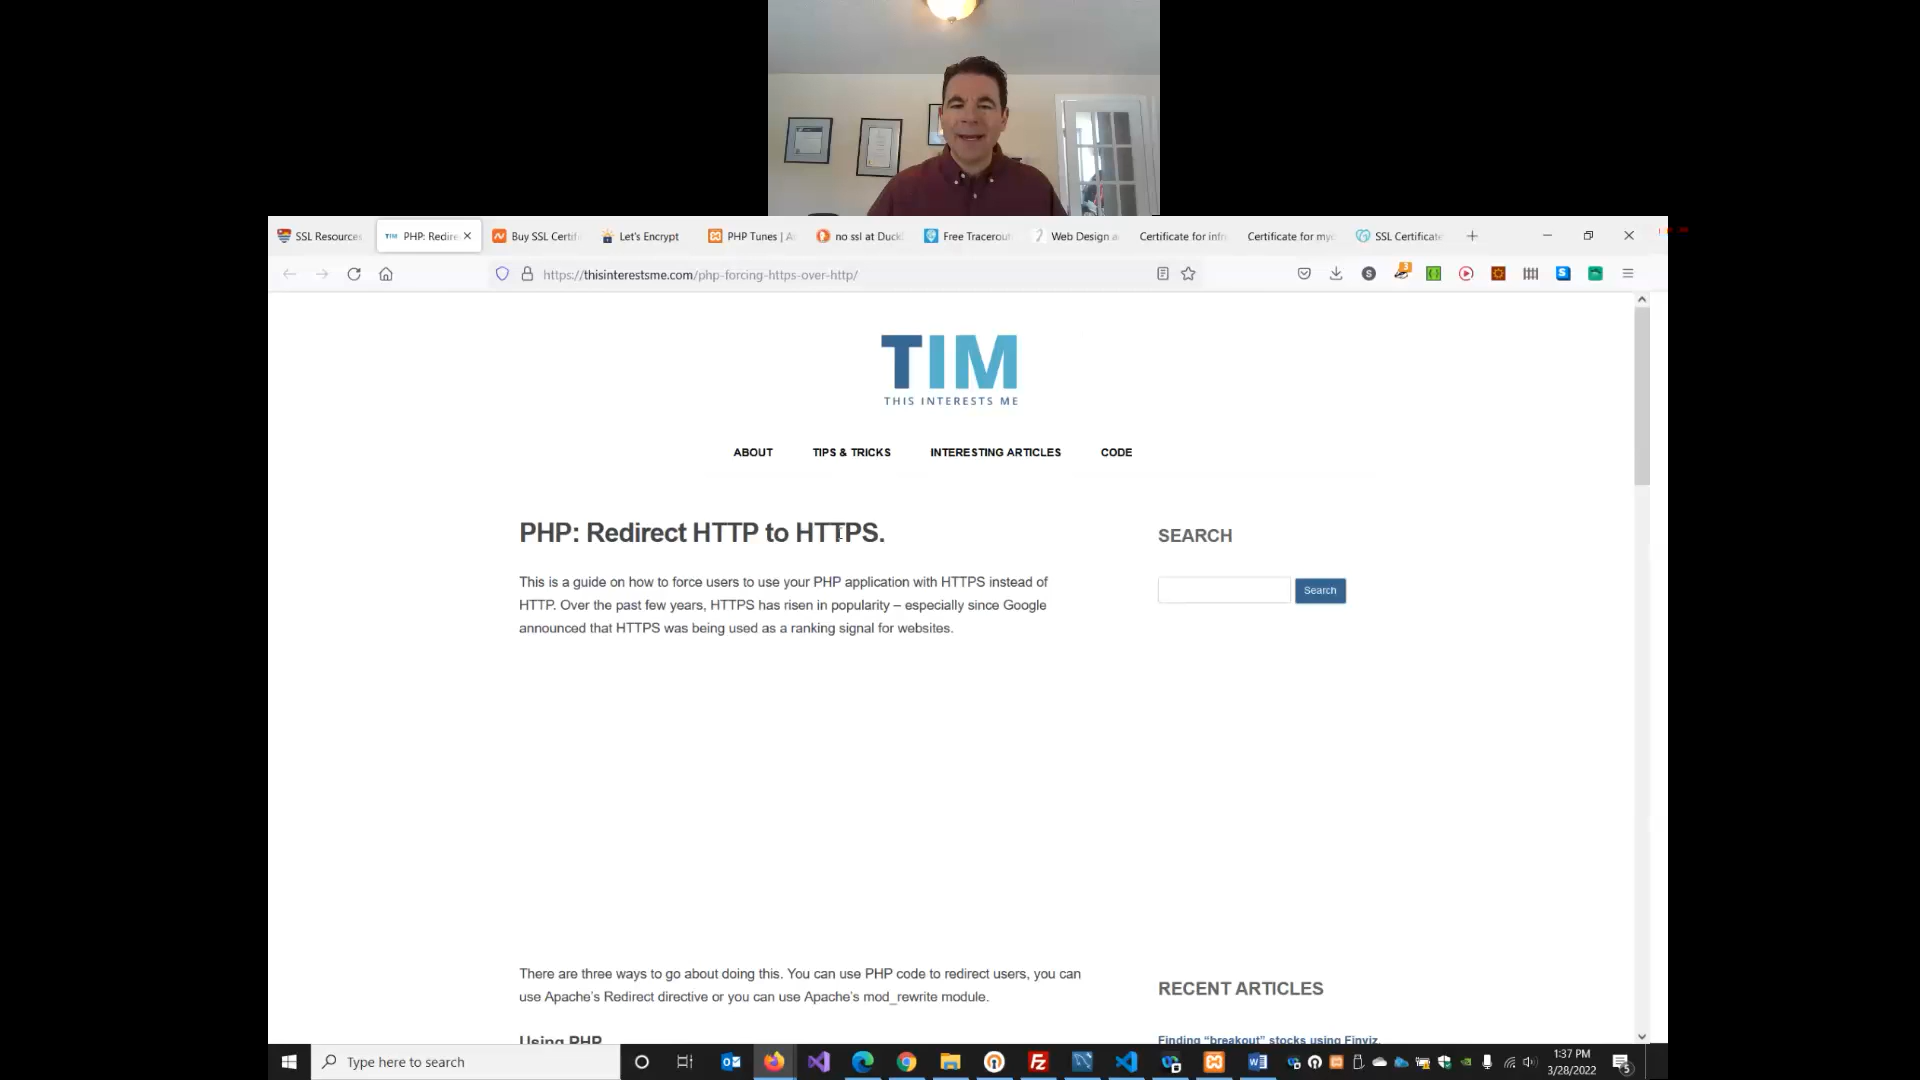 SSL Resources
PHP: Redire
Buy SSL Certifi
Let's Encrypt
PHP Tunes | A
no ssl at Duck
Free Tracerout
Web Design a
Certificate for infr
Certificate for my
SSL Certificate
https://thisinterestsme.com/php-forcing-https-over-http/
3
TIM
THIS INTERESTS ME
ABOUT
TIPS & TRICKS
INTERESTING ARTICLES
CODE
PHP: Redirect HTTP to HTTPS.
This is a guide on how to force users to use your PHP application with HTTPS instead of
HTTP. Over the past few years, HTTPS has risen in popularity – especially since Google
announced that HTTPS was being used as a ranking signal for websites.
SEARCH
Search
There are three ways to go about doing this. You can use PHP code to redirect users, you can
use Apache's Redirect directive or you can use Apache's mod_rewrite module.
Using PHP
RECENT ARTICLES
Finding "breakout" stocks using Finviz.
Type here to search
1:37 PM
3/28/2022
5